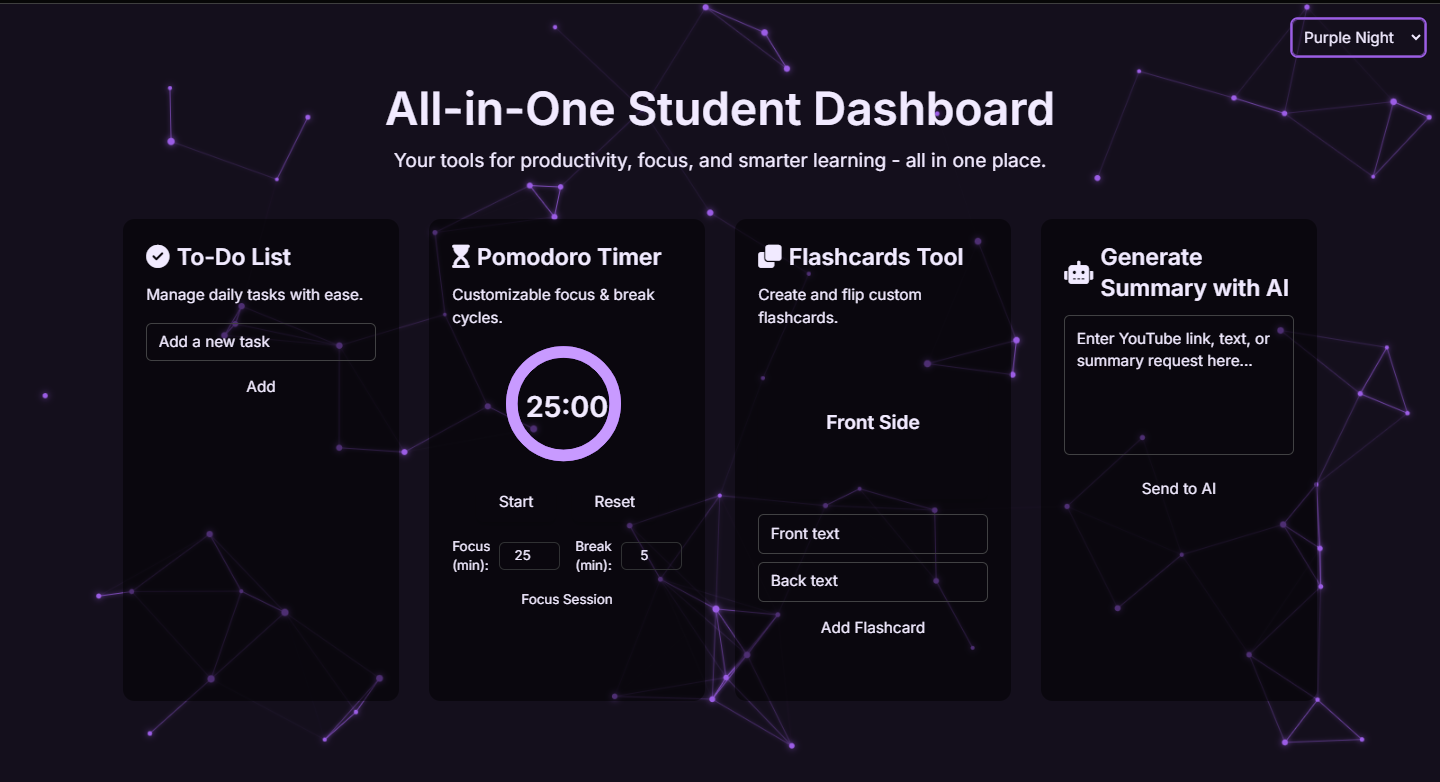 Purple Night
All-in-One Student Dashboard
Your tools for productivity, focus, and smarter learning - all in one place.
To-Do List
Manage daily tasks with ease.
Add a new task
Add
Pomodoro Timer
Customizable focus & break
cycles.
25:00
Start Reset
Focus
(min):
25
Break
(min):
5
Focus Session
Flashcards Tool
Create and flip custom
flashcards.
Front Side
Front text
Back text
Add Flashcard
Generate
Summary with AI
Enter YouTube link, text, or
summary request here...
Send to AI